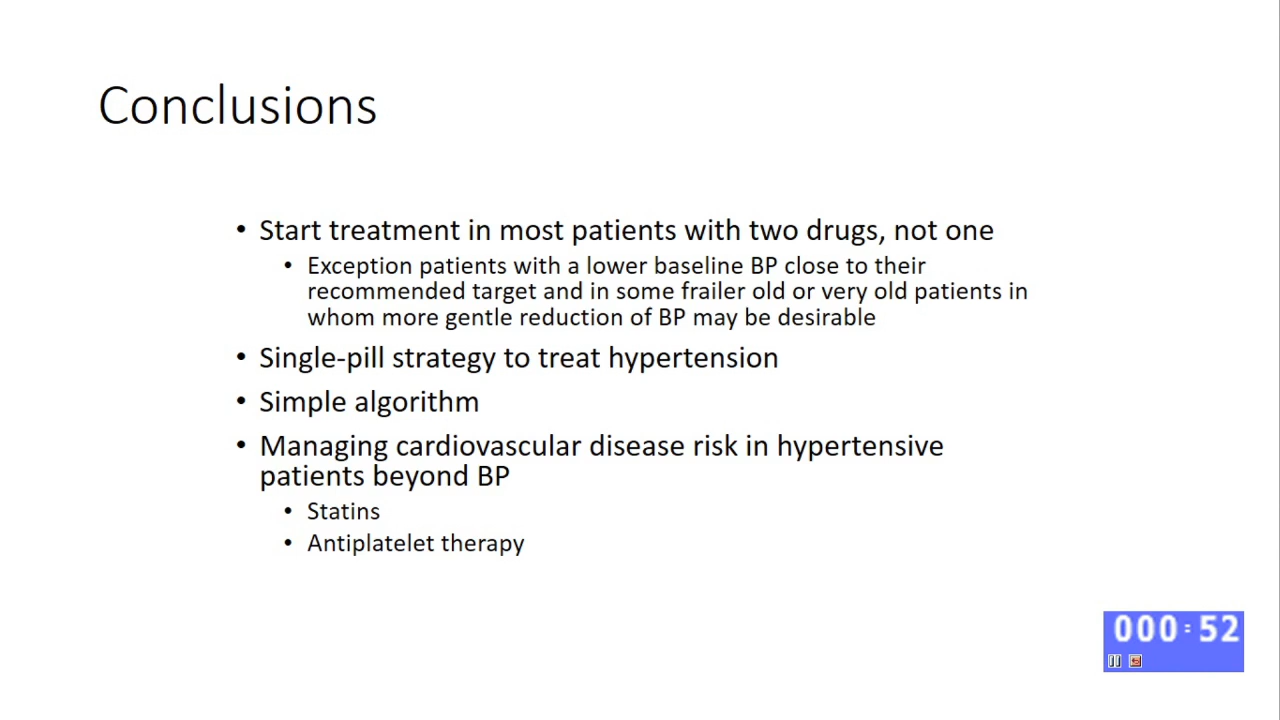 Conclusions
• Start treatment in most patients with two drugs, not one
• Exception patients with a lower baseline BP close to their
recommended target and in some frailer old or very old patients in
whom more gentle reduction of BP may be desirable
• Single-pill strategy to treat hypertension
• Simple algorithm
• Managing cardiovascular disease risk in hypertensive
patients beyond BP
• Statins
• Antiplatelet therapy
000:52